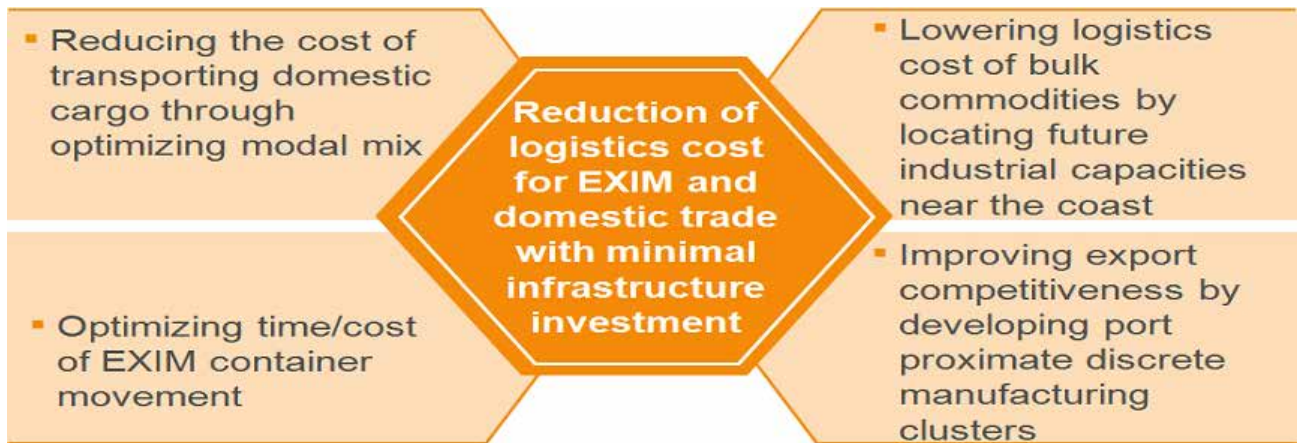 ▪ Reducing the cost of
transporting domestic
cargo through
optimizing modal mix
▪ Optimizing time/cost
of EXIM container
movement
Reduction of
logistics cost
for EXIM and
domestic trade
with minimal
infrastructure
investment
▪ Lowering logistics
cost of bulk
commodities by
locating future
industrial capacities
near the coast
▪ Improving export
competitiveness by
developing port
proximate discrete
manufacturing
clusters